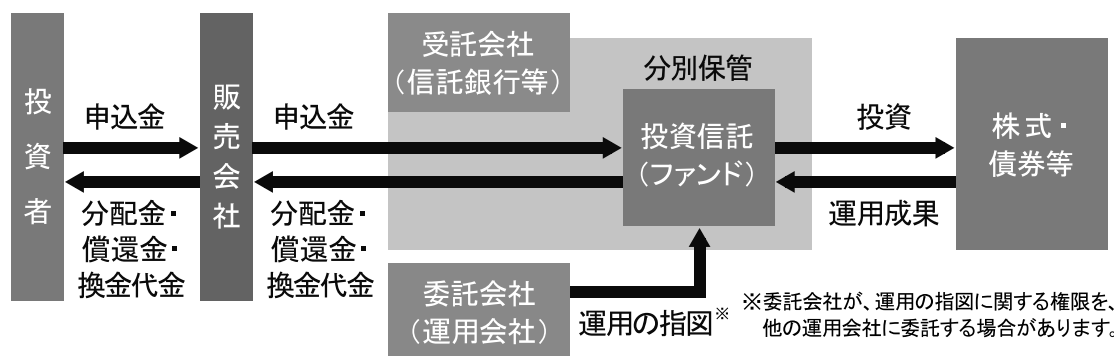 投資者
申込金
分配金・
償還金・
換金代金
販売会社
申込金
分配金・
償還金・
換金代金
受託会社
（信託銀行等）
分別保管
投資信託
（ファンド）
委託会社
（運用会社）
運用の指図※
投資
運用成果
株式・
債券等
※委託会社が、運用の指図に関する権限を、
他の運用会社に委託する場合があります。